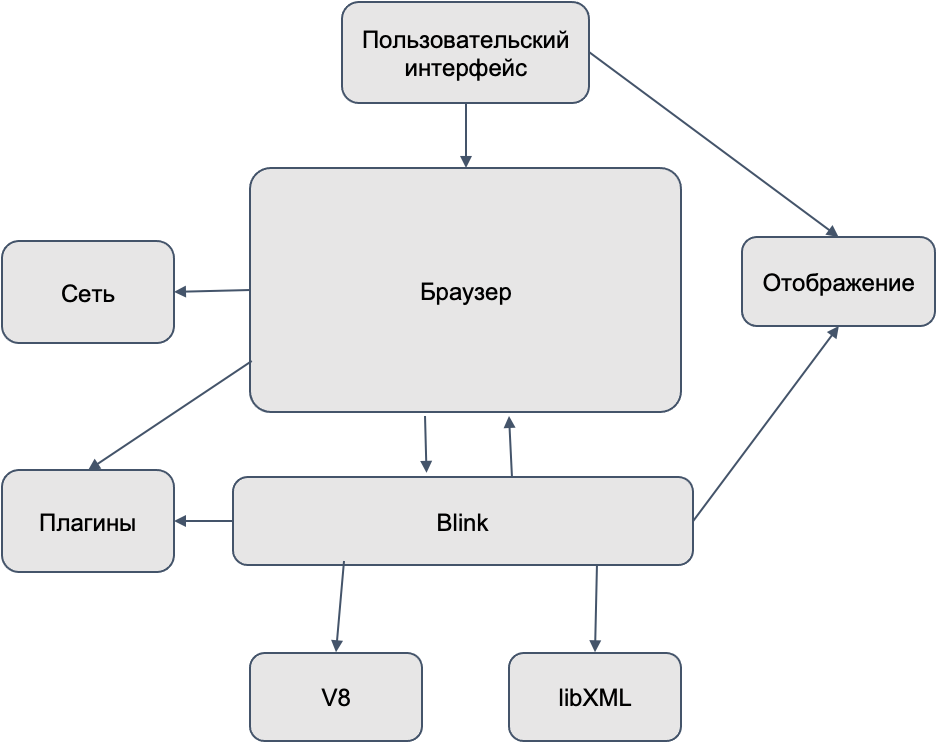 Пользовательский
интерфейс
Сеть
Браузер
Отображение
Плагины
Blink
V8
libXML